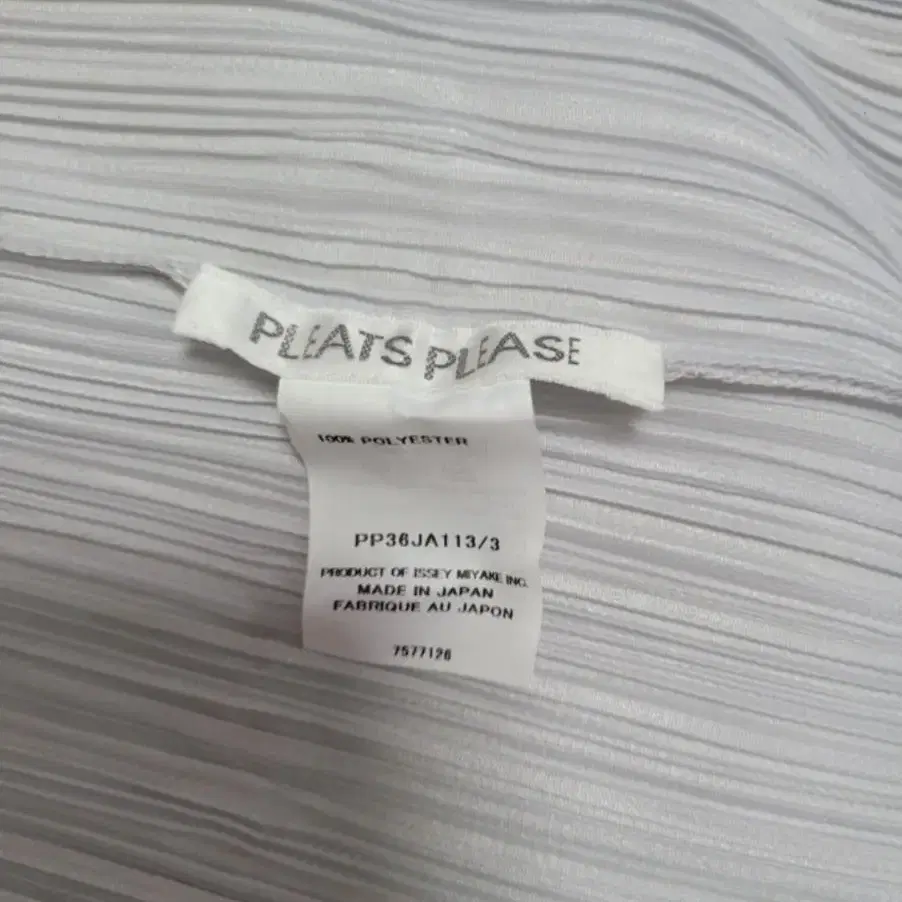 PLEATS PLEASE
100% POLYESTER
PP36JA113/3
PRODUCT OF ISSEY MIYAKE INC.
MADE IN JAPAN
FABRIQUE AU JAPON
7577126